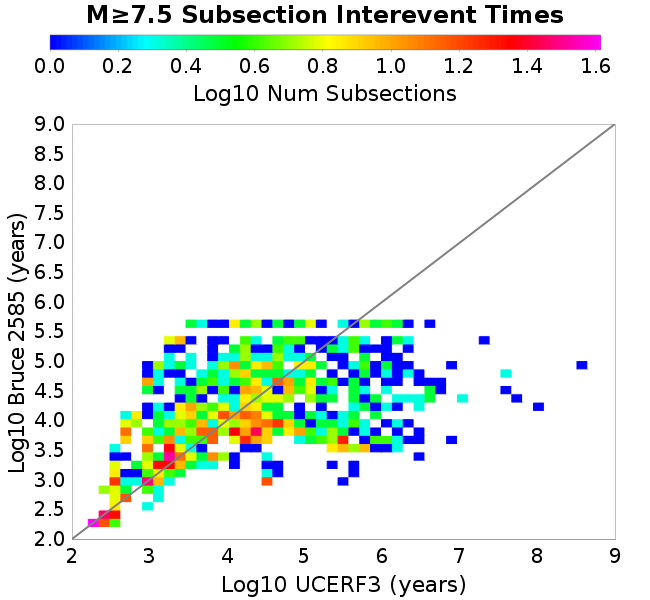 M≥7.5 Subsection Interevent Times
0.0 0.2 0.4 0.6 0.8 1.0 1.2 1.4 1.6
Log10 Num Subsections
9.0
8.5
8.0
7.5
7.0
6.5
6.0
5.5
5.0
4.5
4.0
3.5
3.0
2.5
2.0
Log10 Bruce 2585 (years)
2 3 4 5 6 7 8 9
Log10 UCERF3 (years)